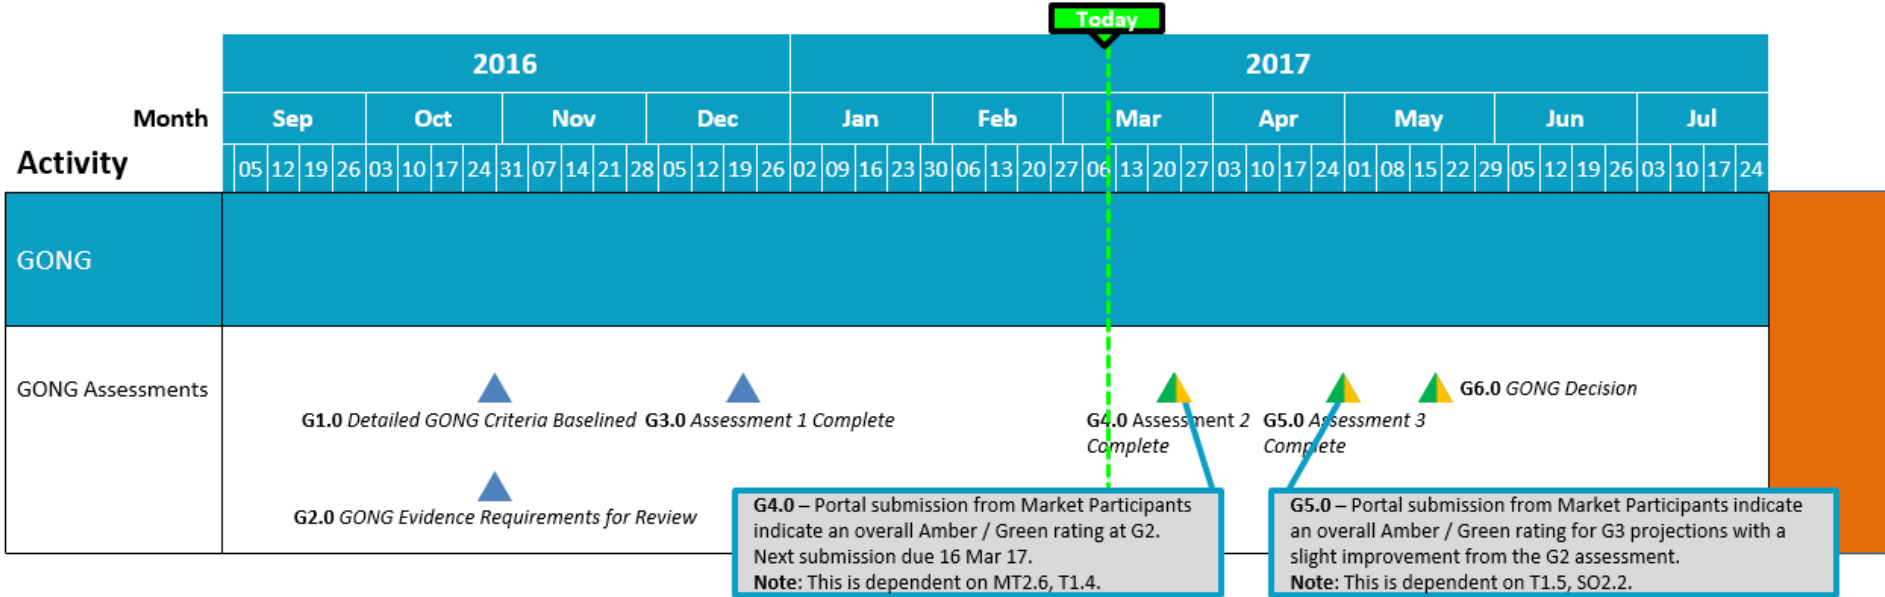 Today
2016 2017
Month Sep Oct Nov Dec Jan Feb Mar Apr May Jun Jul
Activity 05 12 19 26 03 10 17 24 31 07 14 21 28 05 12 19 26 02 09 16 23 30 06 13 20 27 06 13 20 27 03 10 17 24 01 08 15 22 29 05 12 19 26 03 10 17 24
GONG
GONG Assessments
G6.0 GONG Decision
G1.0 Detailed GONG Criteria Baselined
G3.0 Assessment 1 Complete
G4.0 Assessment 2
Complete
G5.0 Assessment 3
Complete
G2.0 GONG Evidence Requirements for Review
G4.0 – Portal submission from Market Participants
indicate an overall Amber / Green rating at G2.
Next submission due 16 Mar 17.
Note: This is dependent on MT2.6, T1.4.
G5.0 – Portal submission from Market Participants indicate
an overall Amber / Green rating for G3 projections with a
slight improvement from the G2 assessment.
Note: This is dependent on T1.5, SO2.2.